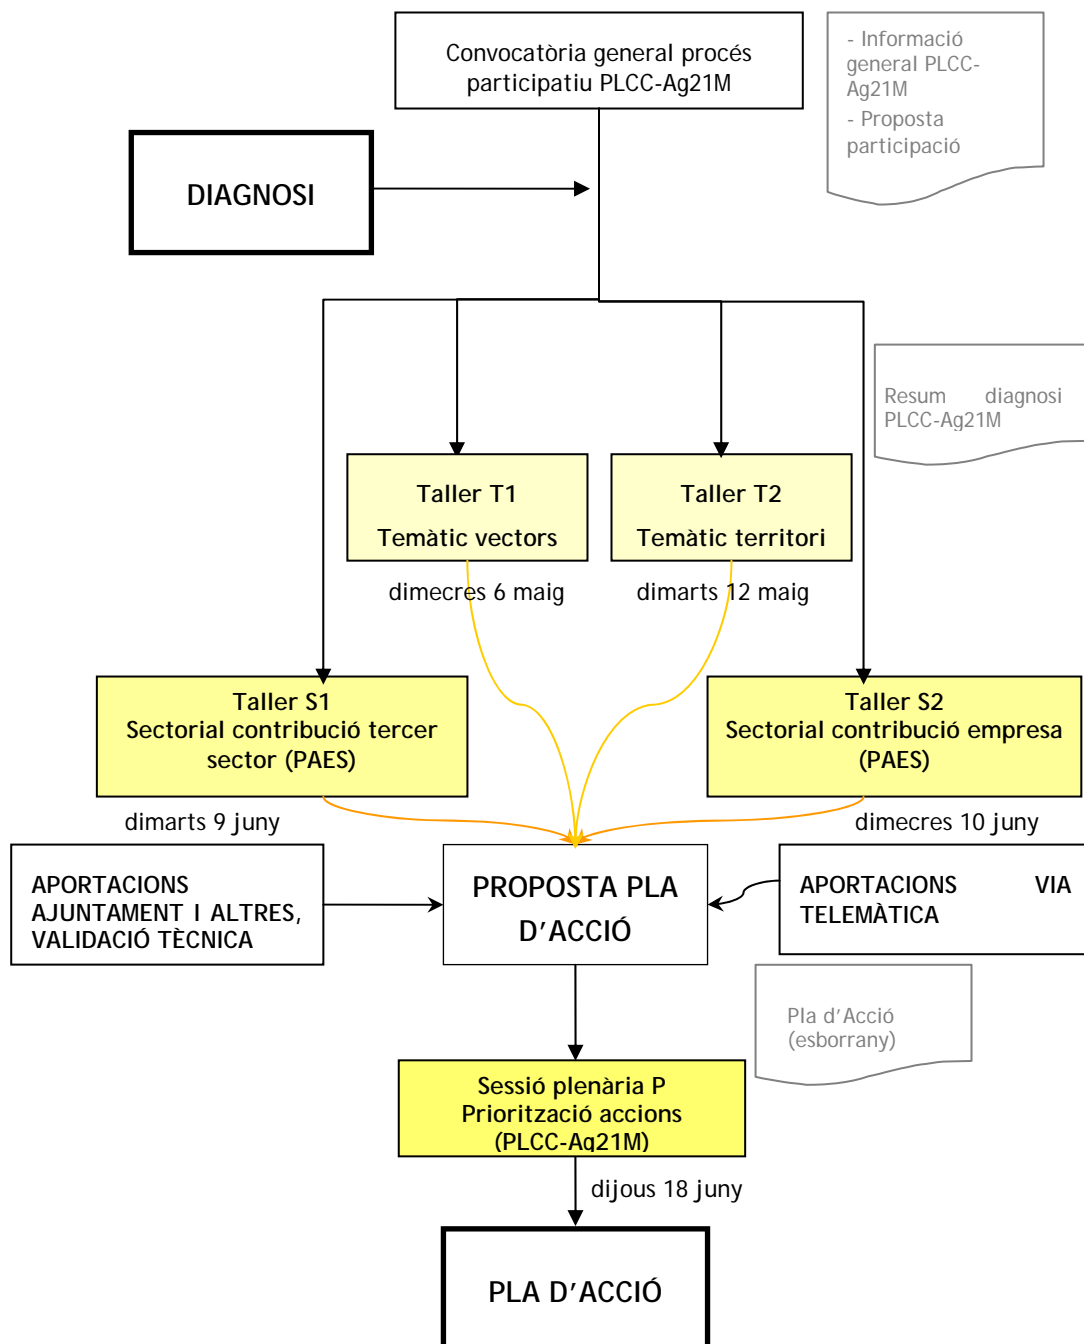 Convocatòria general procés
participatiu PLCC-Ag21M
- Informació
general PLCC-
Ag21M
- Proposta
participació
DIAGNOSI
Resum diagnosi
PLCC-Ag21M
Taller T1
Temàtic vectors
Taller T2
Temàtic territori
dimecres 6 maig
dimarts 12 maig
Taller S1
Sectorial contribució tercer
sector (PAES)
Taller S2
Sectorial contribució empresa
(PAES)
dimarts 9 juny
dimecres 10 juny
APORTACIONS
AJUNTAMENT I ALTRES,
VALIDACIÓ TÈCNICA
PROPOSTA PLA
D'ACCIÓ
APORTACIONS VIA
TELEMÀTICA
Pla d'Acció
(esborrany)
Sessió plenària P
Priorització accions
(PLCC-Ag21M)
dijous 18 juny
PLA D'ACCIÓ